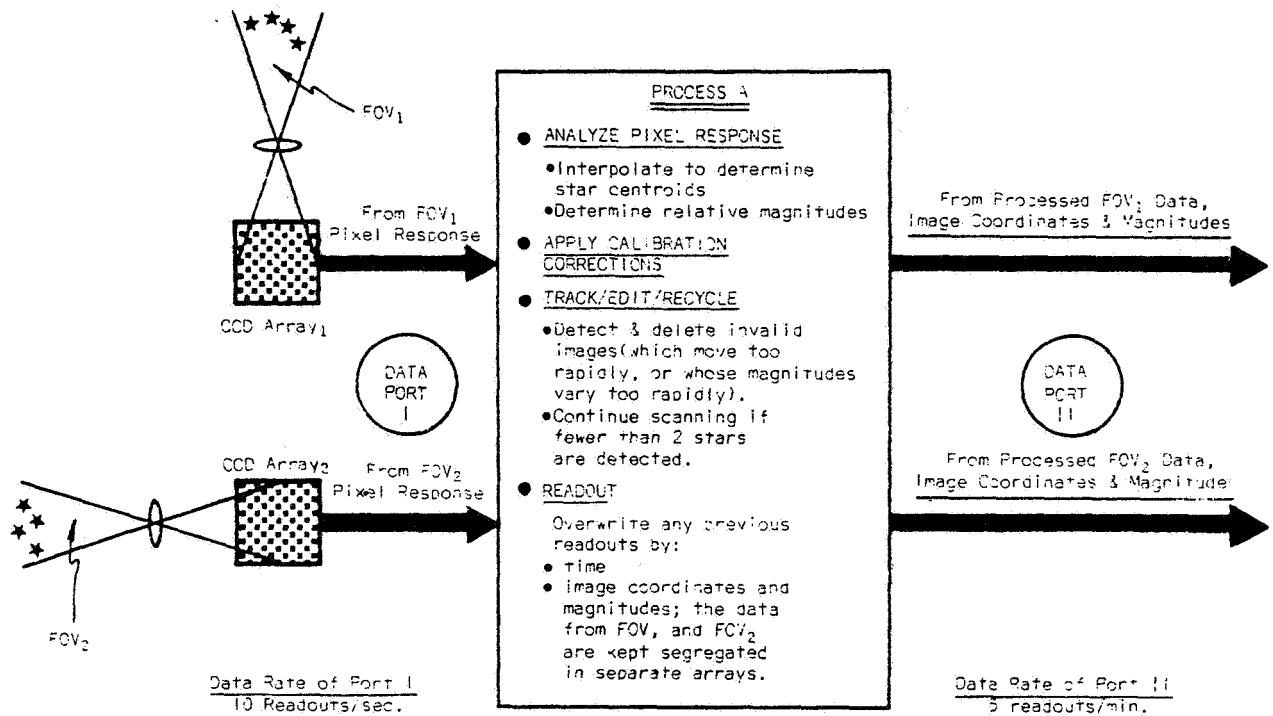 FOV1
From FOV1
Pixel Response
CCD Array1
DATA
PORT
I
CCD Array2
From FOV2
Pixel Response
FOV2
Data Rate of Port I
10 Readouts/sec.
PROCESS A
● ANALYZE PIXEL RESPONSE
•Interpolate to determine
star centroids
•Determine relative magnitudes
● APPLY CALIBRATION
CORRECTIONS
● TRACK/EDIT/RECYCLE
•Detect & delete invalid
images(which move too
rapidly, or whose magnitudes
vary too rapidly).
•Continue scanning if
fewer than 2 stars
are detected.
● READOUT
Overwrite any previous
readouts by:
• Time
• image coordinates and
magnitudes; the data
from FOV, and FOV2
are kept segregated
in separate arrays.
From Processed FOV1 Data,
Image Coordinates & Magnitudes
DATA
PORT
II
From Processed FOV2 Data,
Image Coordinates & Magnitudes
Data Rate of Port II
readouts/min.